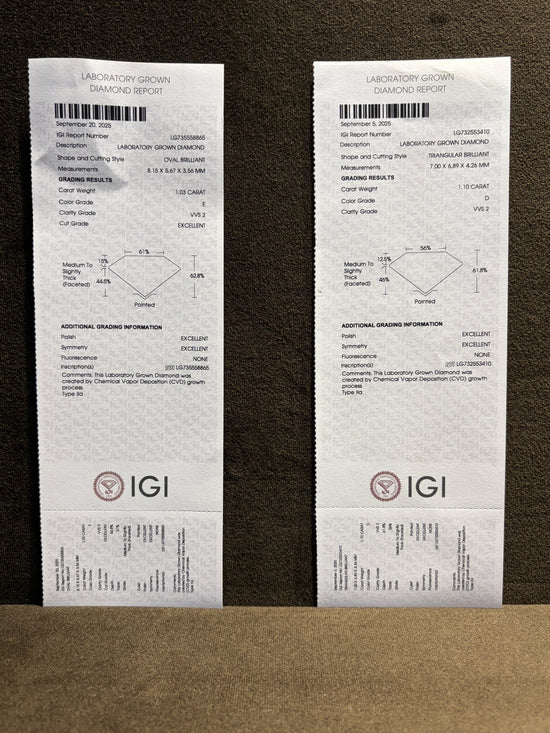 LABORATORY GROWN
DIAMOND REPORT
September 20, 2025
IGI Report Number LG735558865
Description LABORATORY GROWN DIAMOND
Shape and Cutting Style OVAL BRILLIANT
Measurements 8.15 X 5.67 X 3.56 MM
GRADING RESULTS
Carat Weight 1.03 CARAT
Color Grade E
Clarity Grade VVS 2
Cut Grade EXCELLENT
61%
15%
Medium To
Slightly
Thick
(Faceted)
44.5%
62.8%
Pointed
ADDITIONAL GRADING INFORMATION
Polish EXCELLENT
Symmetry EXCELLENT
Fluorescence NONE
Inscription(s) LG735558865
Comments: This Laboratory Grown Diamond was
created by Chemical Vapor Deposition (CVD) growth
process.
Type IIa
IGI
LABORATORY GROWN
DIAMOND REPORT
September 5, 2025
IGI Report Number LG732553410
Description LABORATORY GROWN DIAMOND
Shape and Cutting Style TRIANGULAR BRILLIANT
Measurements 7.00 X 6.89 X 4.26 MM
GRADING RESULTS
Carat Weight 1.10 CARAT
Color Grade D
Clarity Grade VVS 2
56%
12.5%
Medium To
Slightly
Thick
(Faceted)
46%
61.8%
Pointed
ADDITIONAL GRADING INFORMATION
Polish EXCELLENT
Symmetry EXCELLENT
Fluorescence NONE
Inscription(s) LG732553410
Comments: This Laboratory Grown Diamond was
created by Chemical Vapor Deposition (CVD) growth
process.
Type IIa
IGI